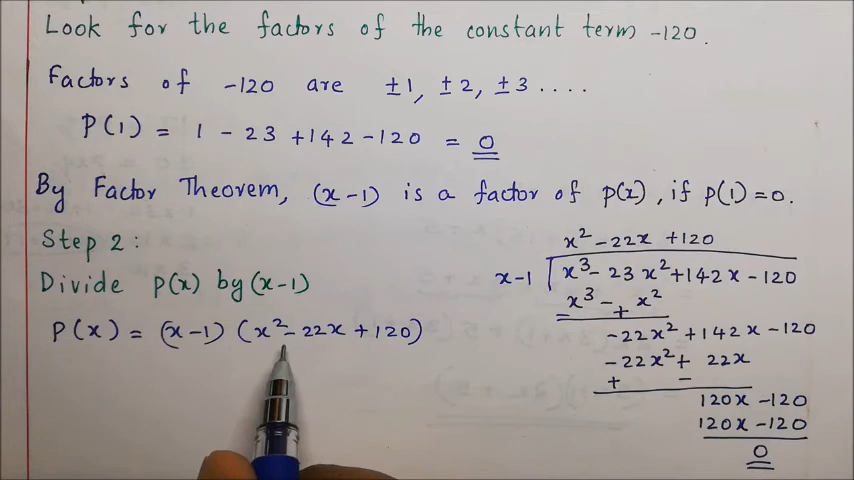 Look for the factors of the constant term -120.
Factors of -120 are ±1, ±2, ±3 ....
P(1) = 1 - 23 + 142 - 120 = 0
By Factor Theorem, (x-1) is a factor of p(x), if p(1) = 0.
Step 2:
Divide p(x) by (x-1)
P(x) = (x-1) (x² - 22x + 120)
x² - 22x + 120
x-1 x³ - 23x² + 142x - 120
x³ - x²
- +
-22x² + 142x - 120
-22x² + 22x
+ -
120x - 120
120x - 120
0